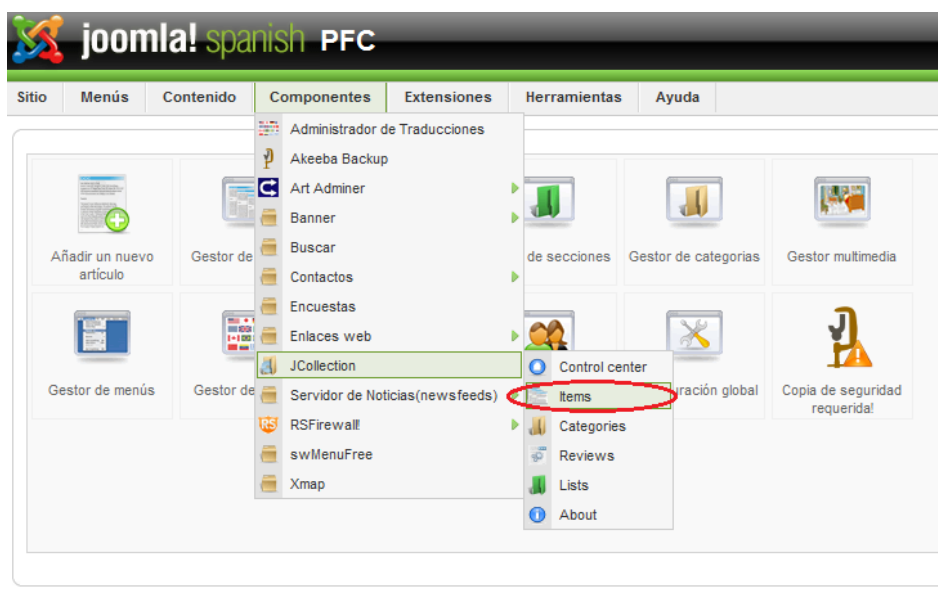 joomla! spanish PFC
Sitio Menús Contenido Componentes Extensiones Herramientas Ayuda
Administrador de Traducciones
Akeeba Backup
Art Adminer
Banner
Buscar
Contactos
Encuestas
Enlaces web
JCollection
Servidor de Noticias(newsfeeds)
RSFirewall!
swMenuFree
Xmap
Control center
Items
Categories
Reviews
Lists
About
Añadir un nuevo
artículo
Gestor de
de secciones
Gestor de categorias
Gestor multimedia
Gestor de menús
Gestor de
global
Copia de seguridad
requerida!